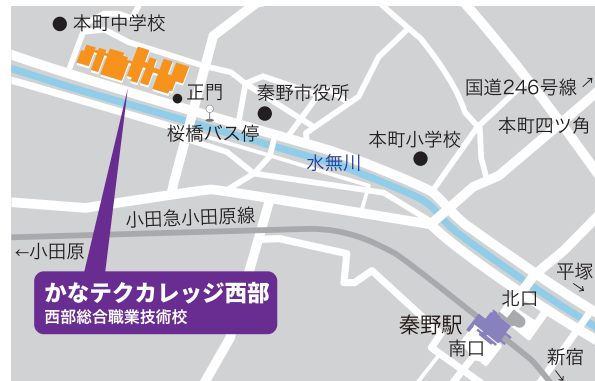 本町中学校
正門
秦野市役所
桜橋バス停
国道246号線↗
本町四ツ角
本町小学校
水無川
小田急小田原線
←小田原
かなテクカレッジ西部
西部総合職業技術校
平塚
↘
北口
秦野駅
南口
新宿
↘